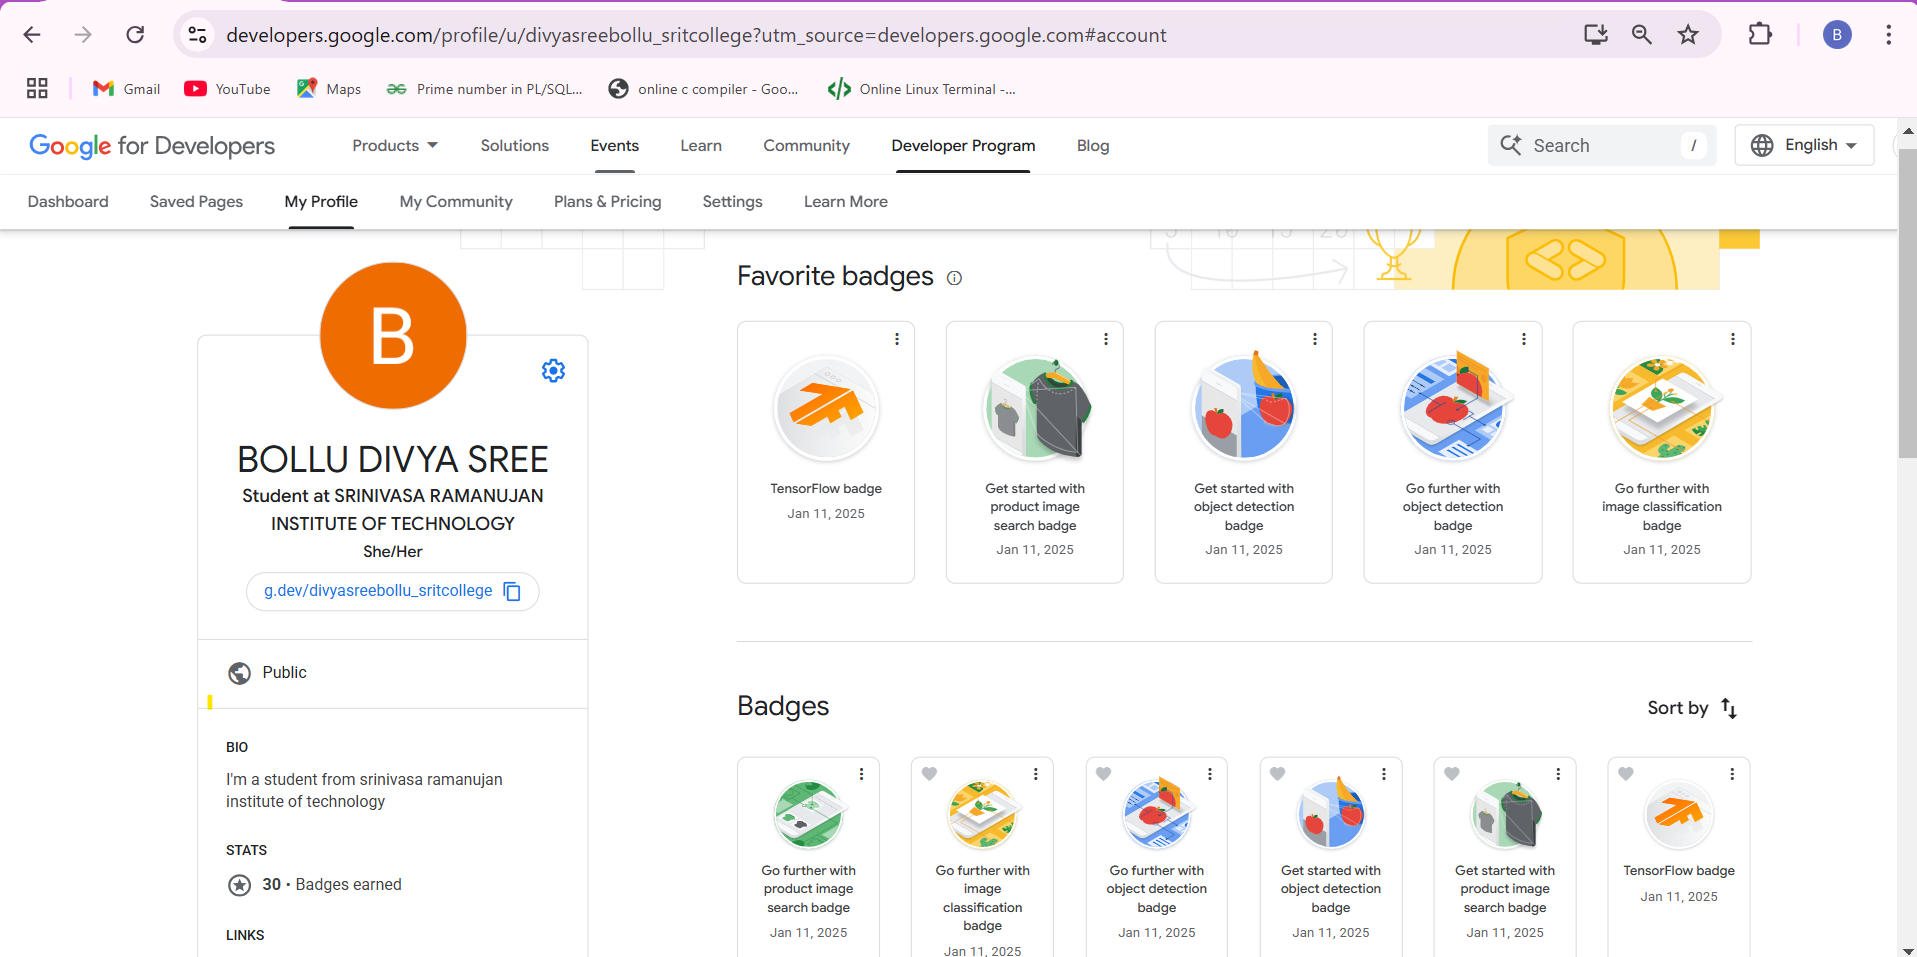 developers.google.com/profile/u/divyasreebollu_sritcollege?utm_source=developers.google.com#account
B
Gmail
YouTube
Maps
Prime number in PL/SQL...
online c compiler - Goo...
Online Linux Terminal -...
Google for Developers
Products
Solutions
Events
Learn
Community
Developer Program
Blog
Search
/
English
Dashboard
Saved Pages
My Profile
My Community
Plans & Pricing
Settings
Learn More
B
BOLLU DIVYA SREE
Student at SRINIVASA RAMANUJAN
INSTITUTE OF TECHNOLOGY
She/Her
g.dev/divyasreebollu_sritcollege
Public
BIO
I'm a student from srinivasa ramanujan
institute of technology
STATS
30 • Badges earned
LINKS
Favorite badges
TensorFlow badge
Jan 11, 2025
Get started with
product image
search badge
Jan 11, 2025
Get started with
object detection
badge
Jan 11, 2025
Go further with
object detection
badge
Jan 11, 2025
Go further with
image classification
badge
Jan 11, 2025
Badges
Sort by
Go further with
product image
search badge
Jan 11, 2025
Go further with
image
classification
badge
Jan 11, 2025
Go further with
object detection
badge
Jan 11, 2025
Get started with
object detection
badge
Jan 11, 2025
Get started with
product image
search badge
Jan 11, 2025
TensorFlow badge
Jan 11, 2025